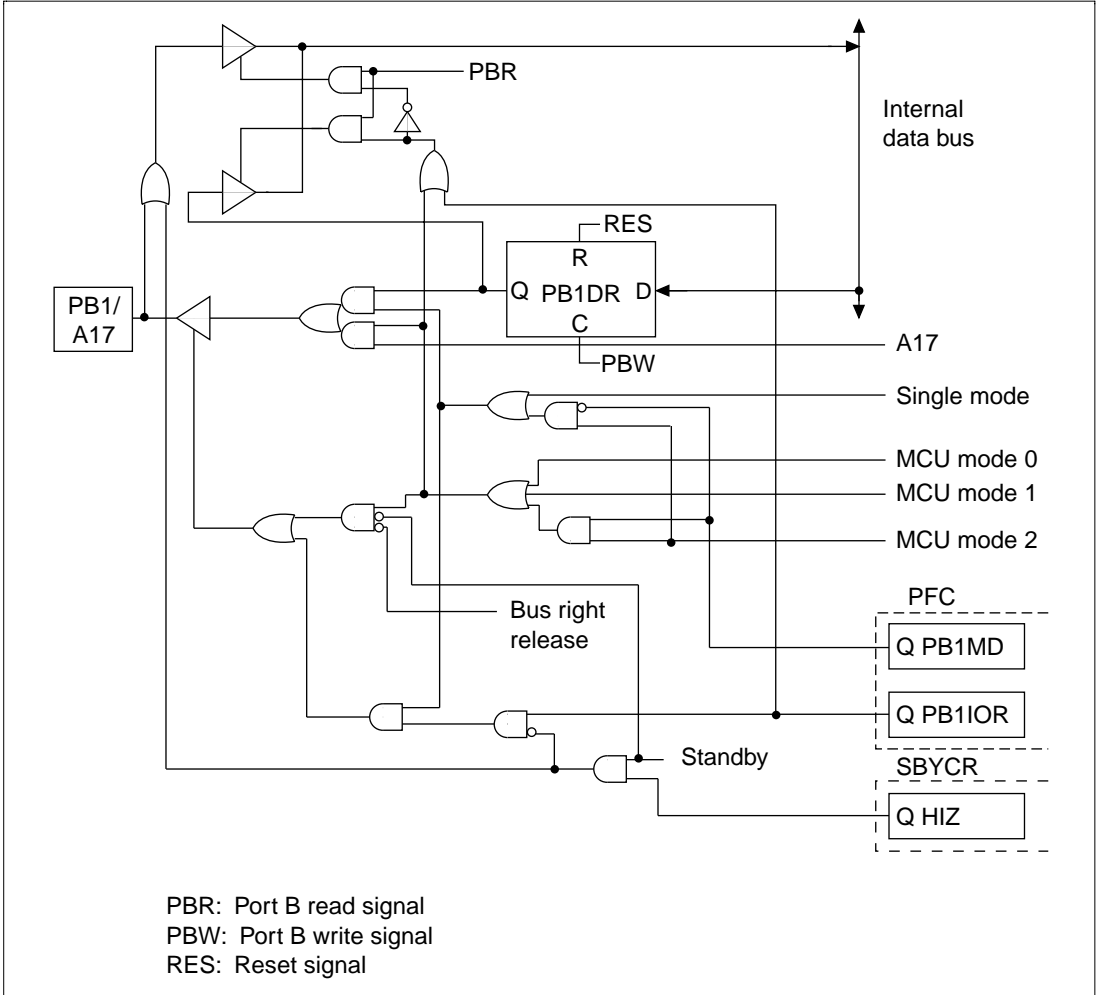 PBR
Internal
data bus
RES
R
PB1/
A17
Q PB1DR D
C
PBW
A17
Single mode
MCU mode 0
MCU mode 1
MCU mode 2
PFC
Bus right
release
Q PB1MD
Q PB1IOR
Standby
SBYCR
Q HIZ
PBR: Port B read signal
PBW: Port B write signal
RES: Reset signal